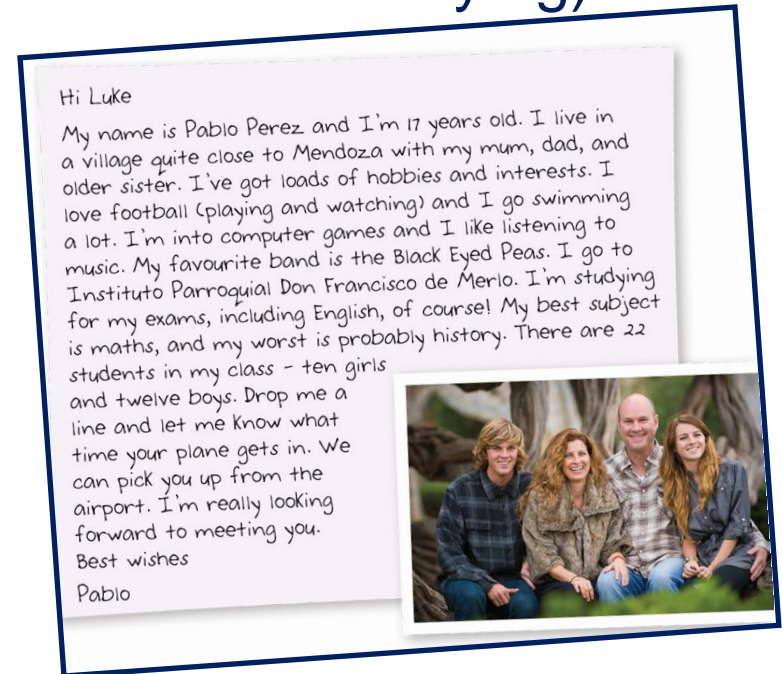 Hi Luke
My name is Pablo Perez and I'm 17 years old. I live in
a village quite close to Mendoza with my mum, dad, and
older sister. I've got loads of hobbies and interests. I
love football (playing and watching) and I go swimming
a lot. I'm into computer games and I like listening to
music. My favourite band is the Black Eyed Peas. I go to
Instituto Parroquial Don Francisco de Merlo. I'm studying
for my exams, including English, of course! My best subject
is maths, and my worst is probably history. There are 22
students in my class – ten girls
and twelve boys. Drop me a
line and let me know what
time your plane gets in. We
can pick you up from the
airport. I'm really looking
forward to meeting you.
Best wishes
Pablo